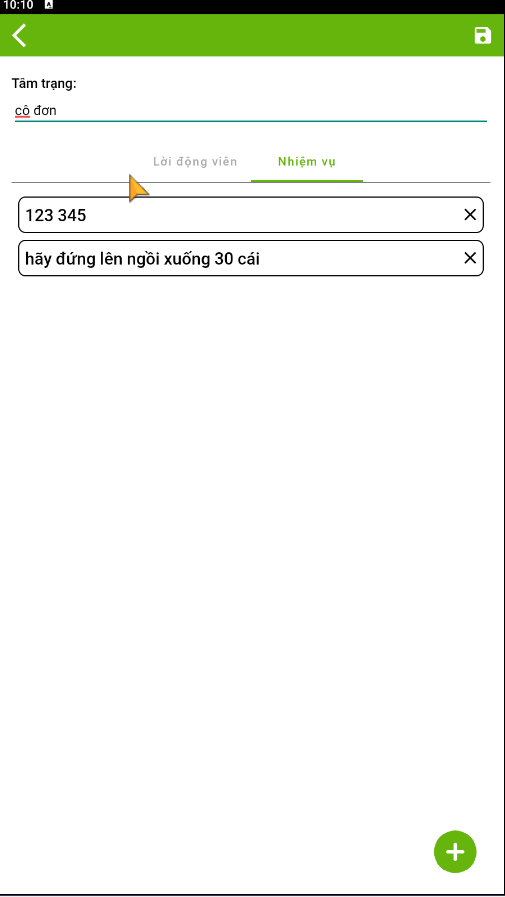 10:10
Tâm trạng:
cô đơn
Lời động viên
Nhiệm vụ
123 345
hãy đứng lên ngồi xuống 30 cái